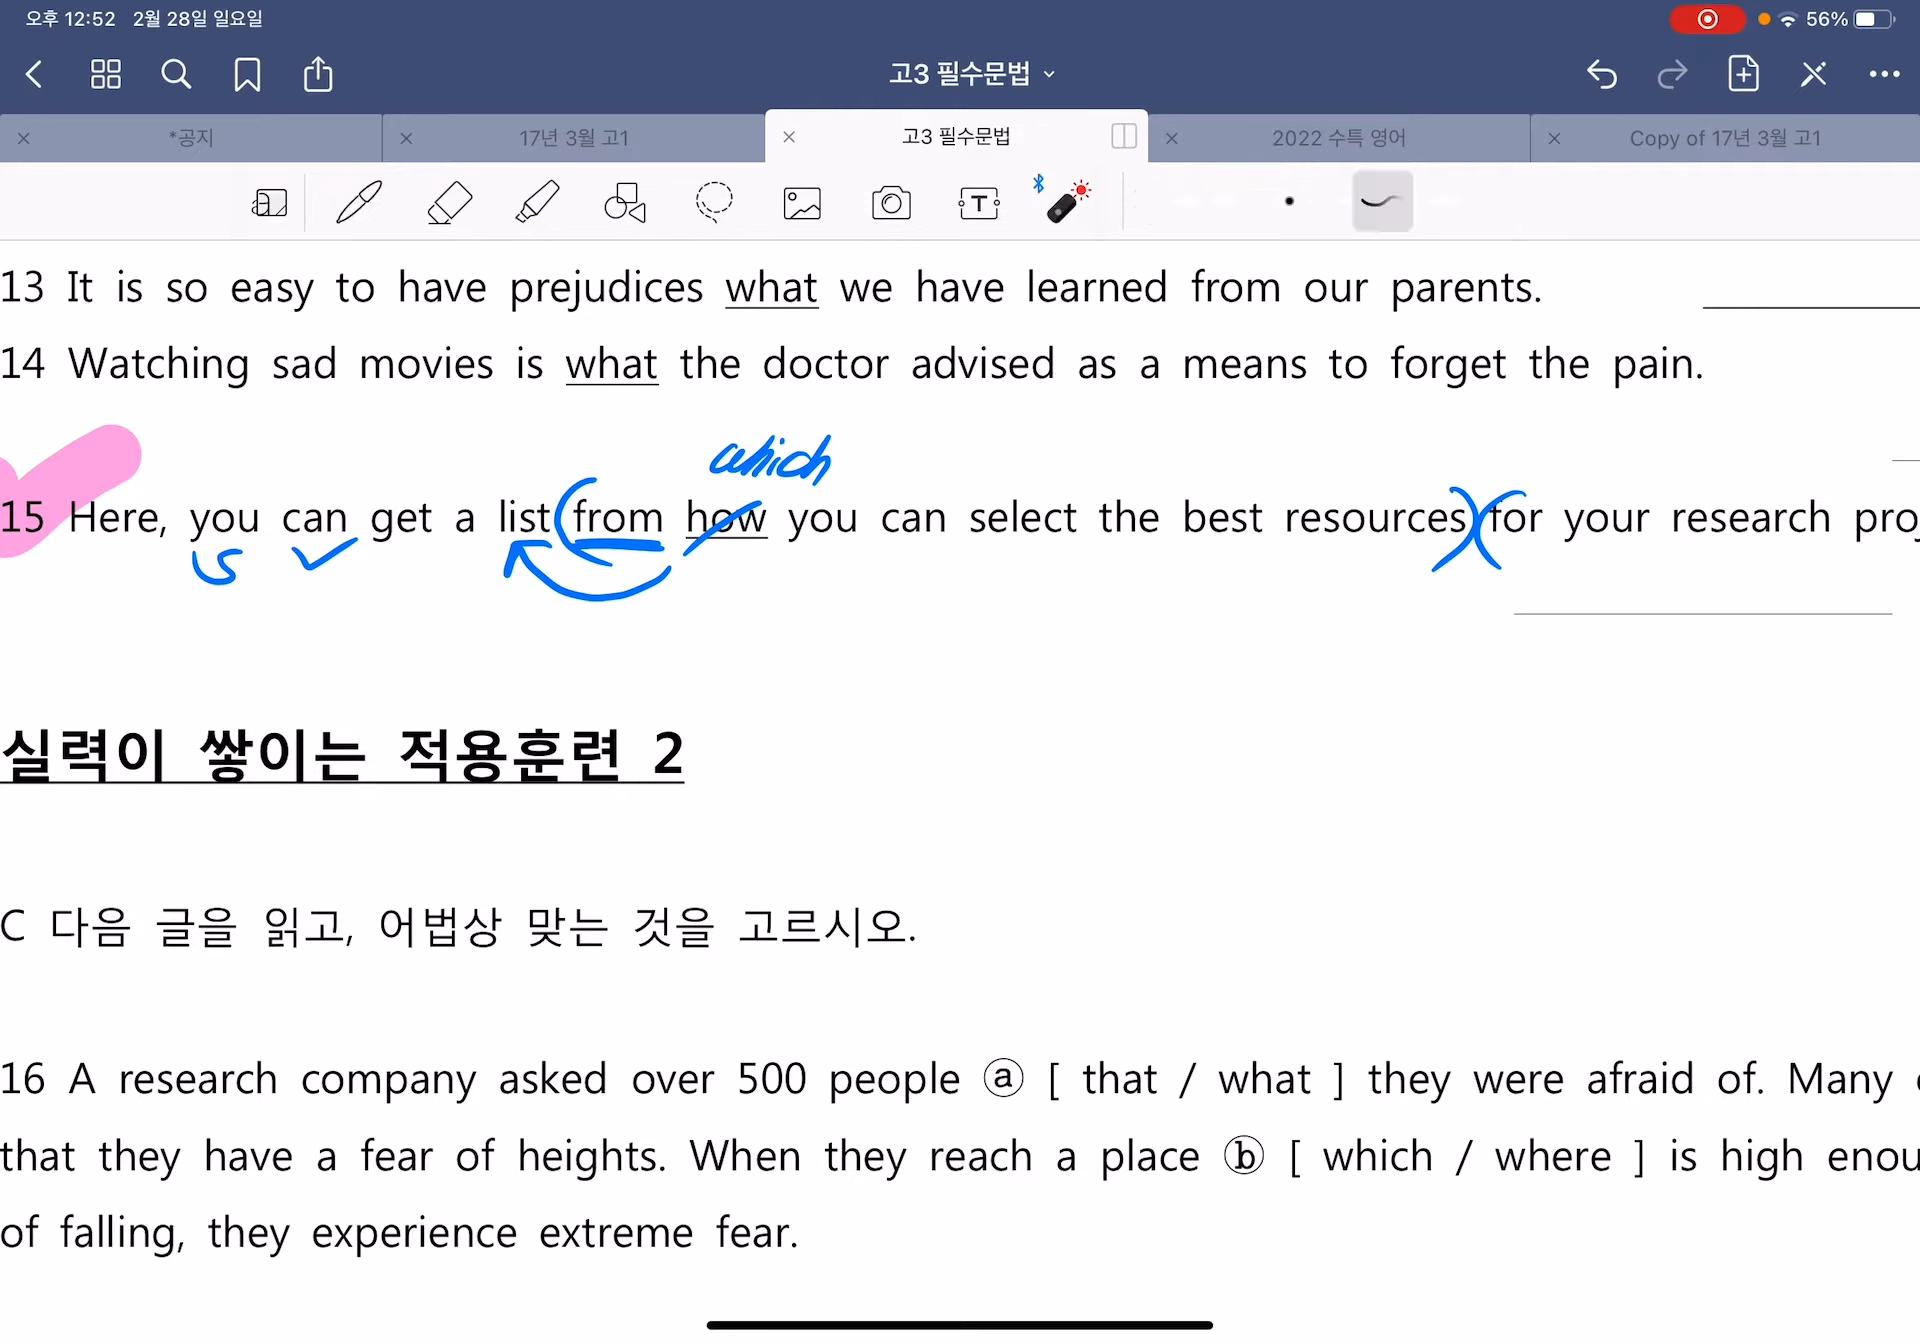 오후 12:52 2월 28일 일요일 56%
고3 필수문법
*공지 17년 3월 고1 고3 필수문법 2022 수특 영어 Copy of 17년 3월 고1
13 It is so easy to have prejudices what we have learned from our parents.
14 Watching sad movies is what the doctor advised as a means to forget the pain.
which
15 Here, you can get a list from how you can select the best resources for your research pro
S
실력이 쌓이는 적용훈련 2
C 다음 글을 읽고, 어법상 맞는 것을 고르시오.
16 A research company asked over 500 people ⓐ [ that / what ] they were afraid of. Many
that they have a fear of heights. When they reach a place ⓑ [ which / where ] is high enou
of falling, they experience extreme fear.